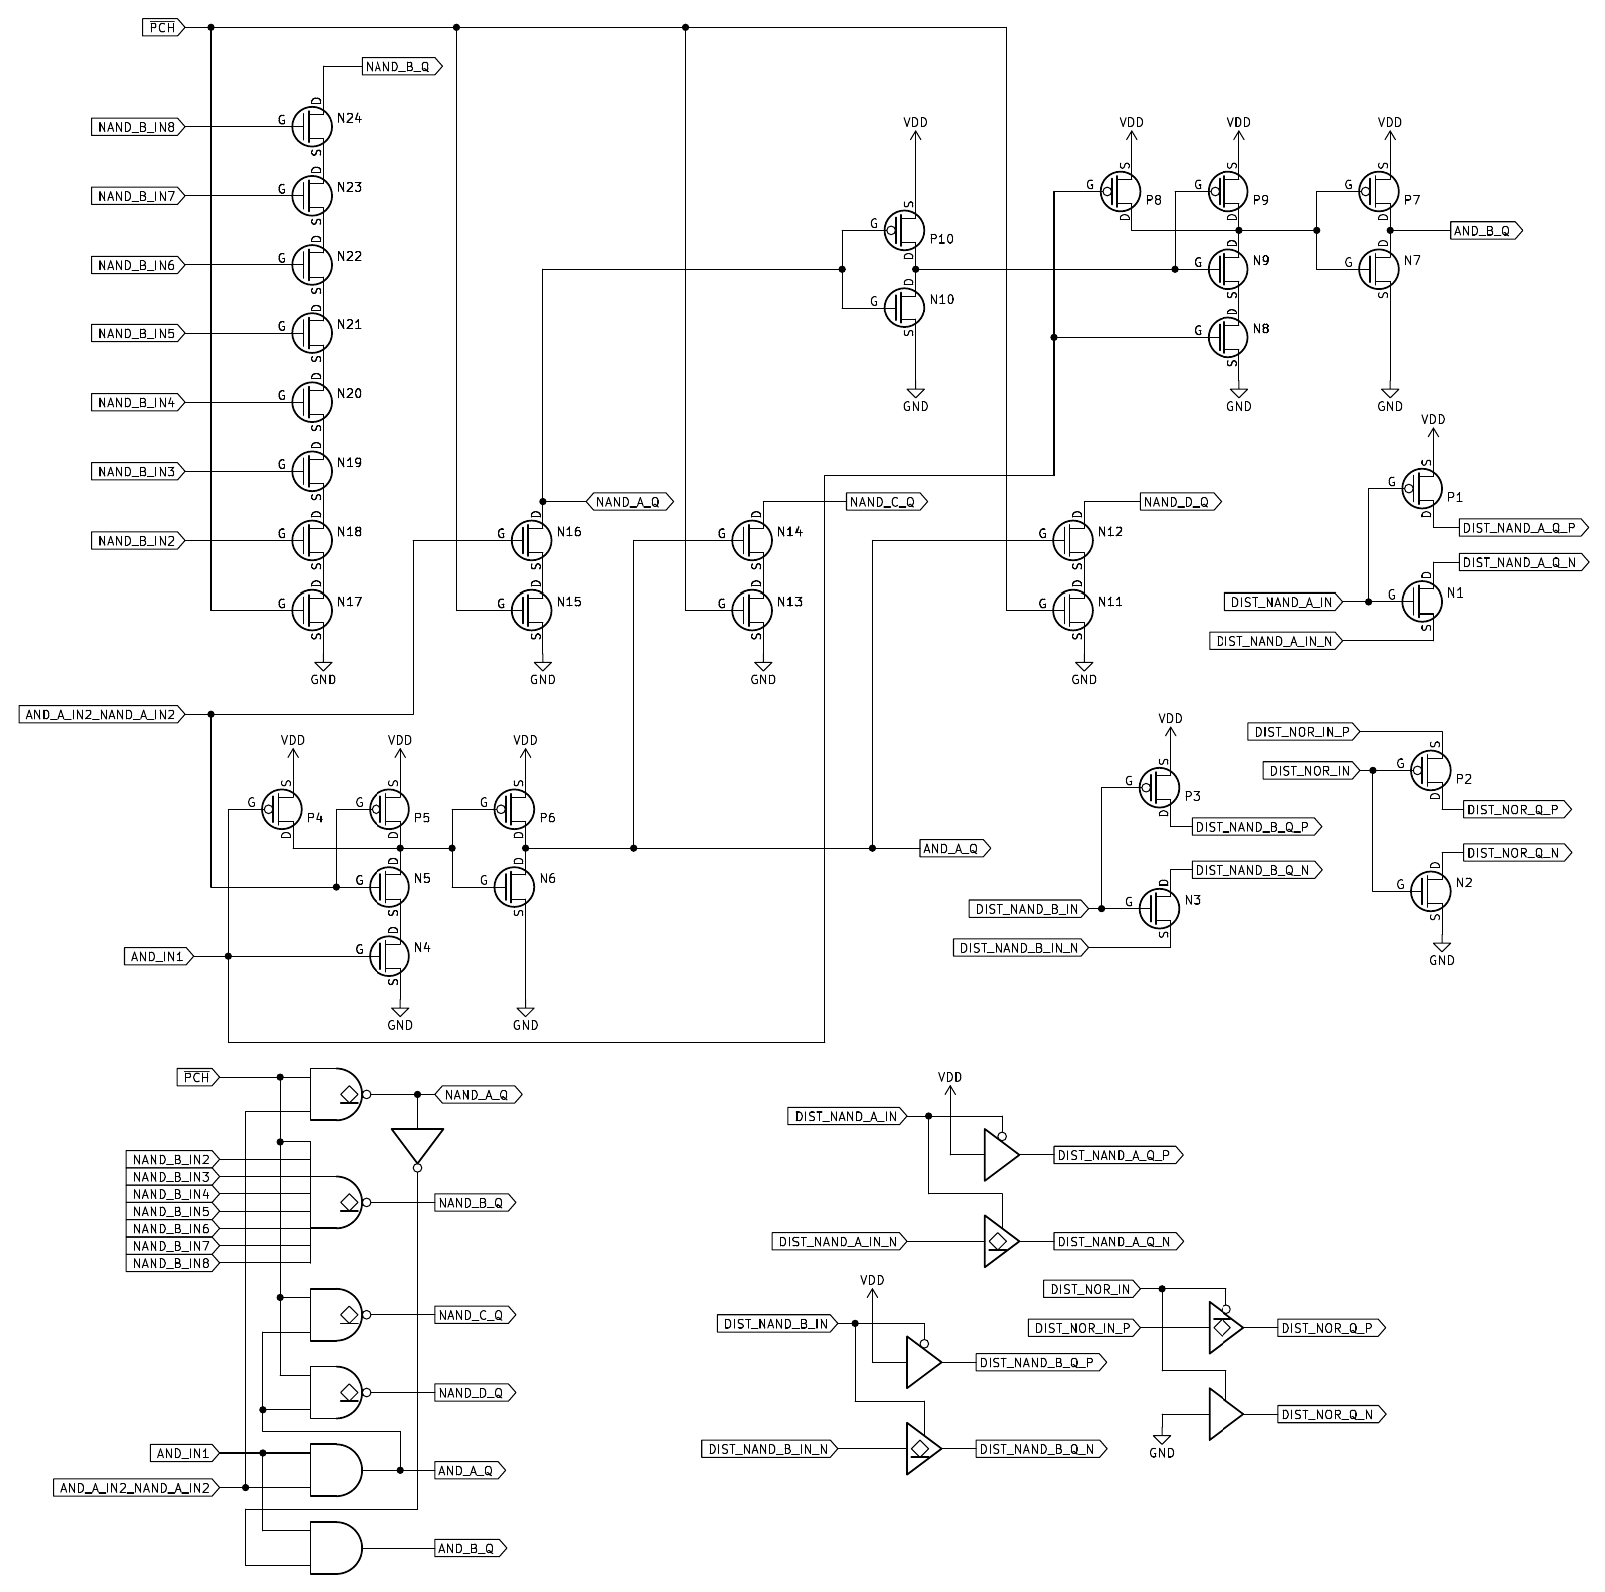 PCH
NAND_B_Q
D
G N24
NAND_B_IN8
S
D
G N23
NAND_B_IN7
S
D
G N22
NAND_B_IN6
S
D
G N21
NAND_B_IN5
S
D
G N20
NAND_B_IN4
S
D
G N19
NAND_B_IN3
S
D
G N18
NAND_B_IN2
S
D
G N17
S
GND
VDD
S
G
P10
D
D
G N10
S
GND
VDD
S
G
P8
D
VDD
S
G
P9
D
D
G N9
S
D
G N8
S
GND
VDD
S
G
P7
D
AND_B_Q
D
G N7
S
GND
NAND_A_Q
D
G N16
S
D
G N15
S
GND
NAND_C_Q
D
G N14
S
D
G N13
S
GND
NAND_D_Q
D
G N12
S
D
G N11
S
GND
VDD
S
G
P1
D
DIST_NAND_A_Q_P
DIST_NAND_A_Q_N
D
G N1
DIST_NAND_A_IN
S
DIST_NAND_A_IN_N
AND_A_IN2_NAND_A_IN2
VDD
S
G
P4
D
VDD
S
G
P5
D
D
G N5
S
D
G N4
S
AND_IN1
GND
VDD
S
G
P6
D
AND_A_Q
D
G N6
S
GND
VDD
S
G
P3
D
DIST_NAND_B_Q_P
DIST_NAND_B_Q_N
D
G N3
DIST_NAND_B_IN
S
DIST_NAND_B_IN_N
DIST_NOR_IN_P
S
DIST_NOR_IN
G
P2
D
DIST_NOR_Q_P
DIST_NOR_Q_N
D
G N2
S
GND
PCH
NAND_A_Q
NAND_B_IN2
NAND_B_IN3
NAND_B_IN4
NAND_B_IN5
NAND_B_IN6
NAND_B_IN7
NAND_B_IN8
NAND_B_Q
NAND_C_Q
NAND_D_Q
AND_IN1
AND_A_Q
AND_A_IN2_NAND_A_IN2
AND_B_Q
VDD
DIST_NAND_A_IN
DIST_NAND_A_Q_P
DIST_NAND_A_IN_N
DIST_NAND_A_Q_N
VDD
DIST_NAND_B_IN
DIST_NAND_B_Q_P
DIST_NAND_B_IN_N
DIST_NAND_B_Q_N
DIST_NOR_IN
DIST_NOR_IN_P
DIST_NOR_Q_P
DIST_NOR_Q_N
GND